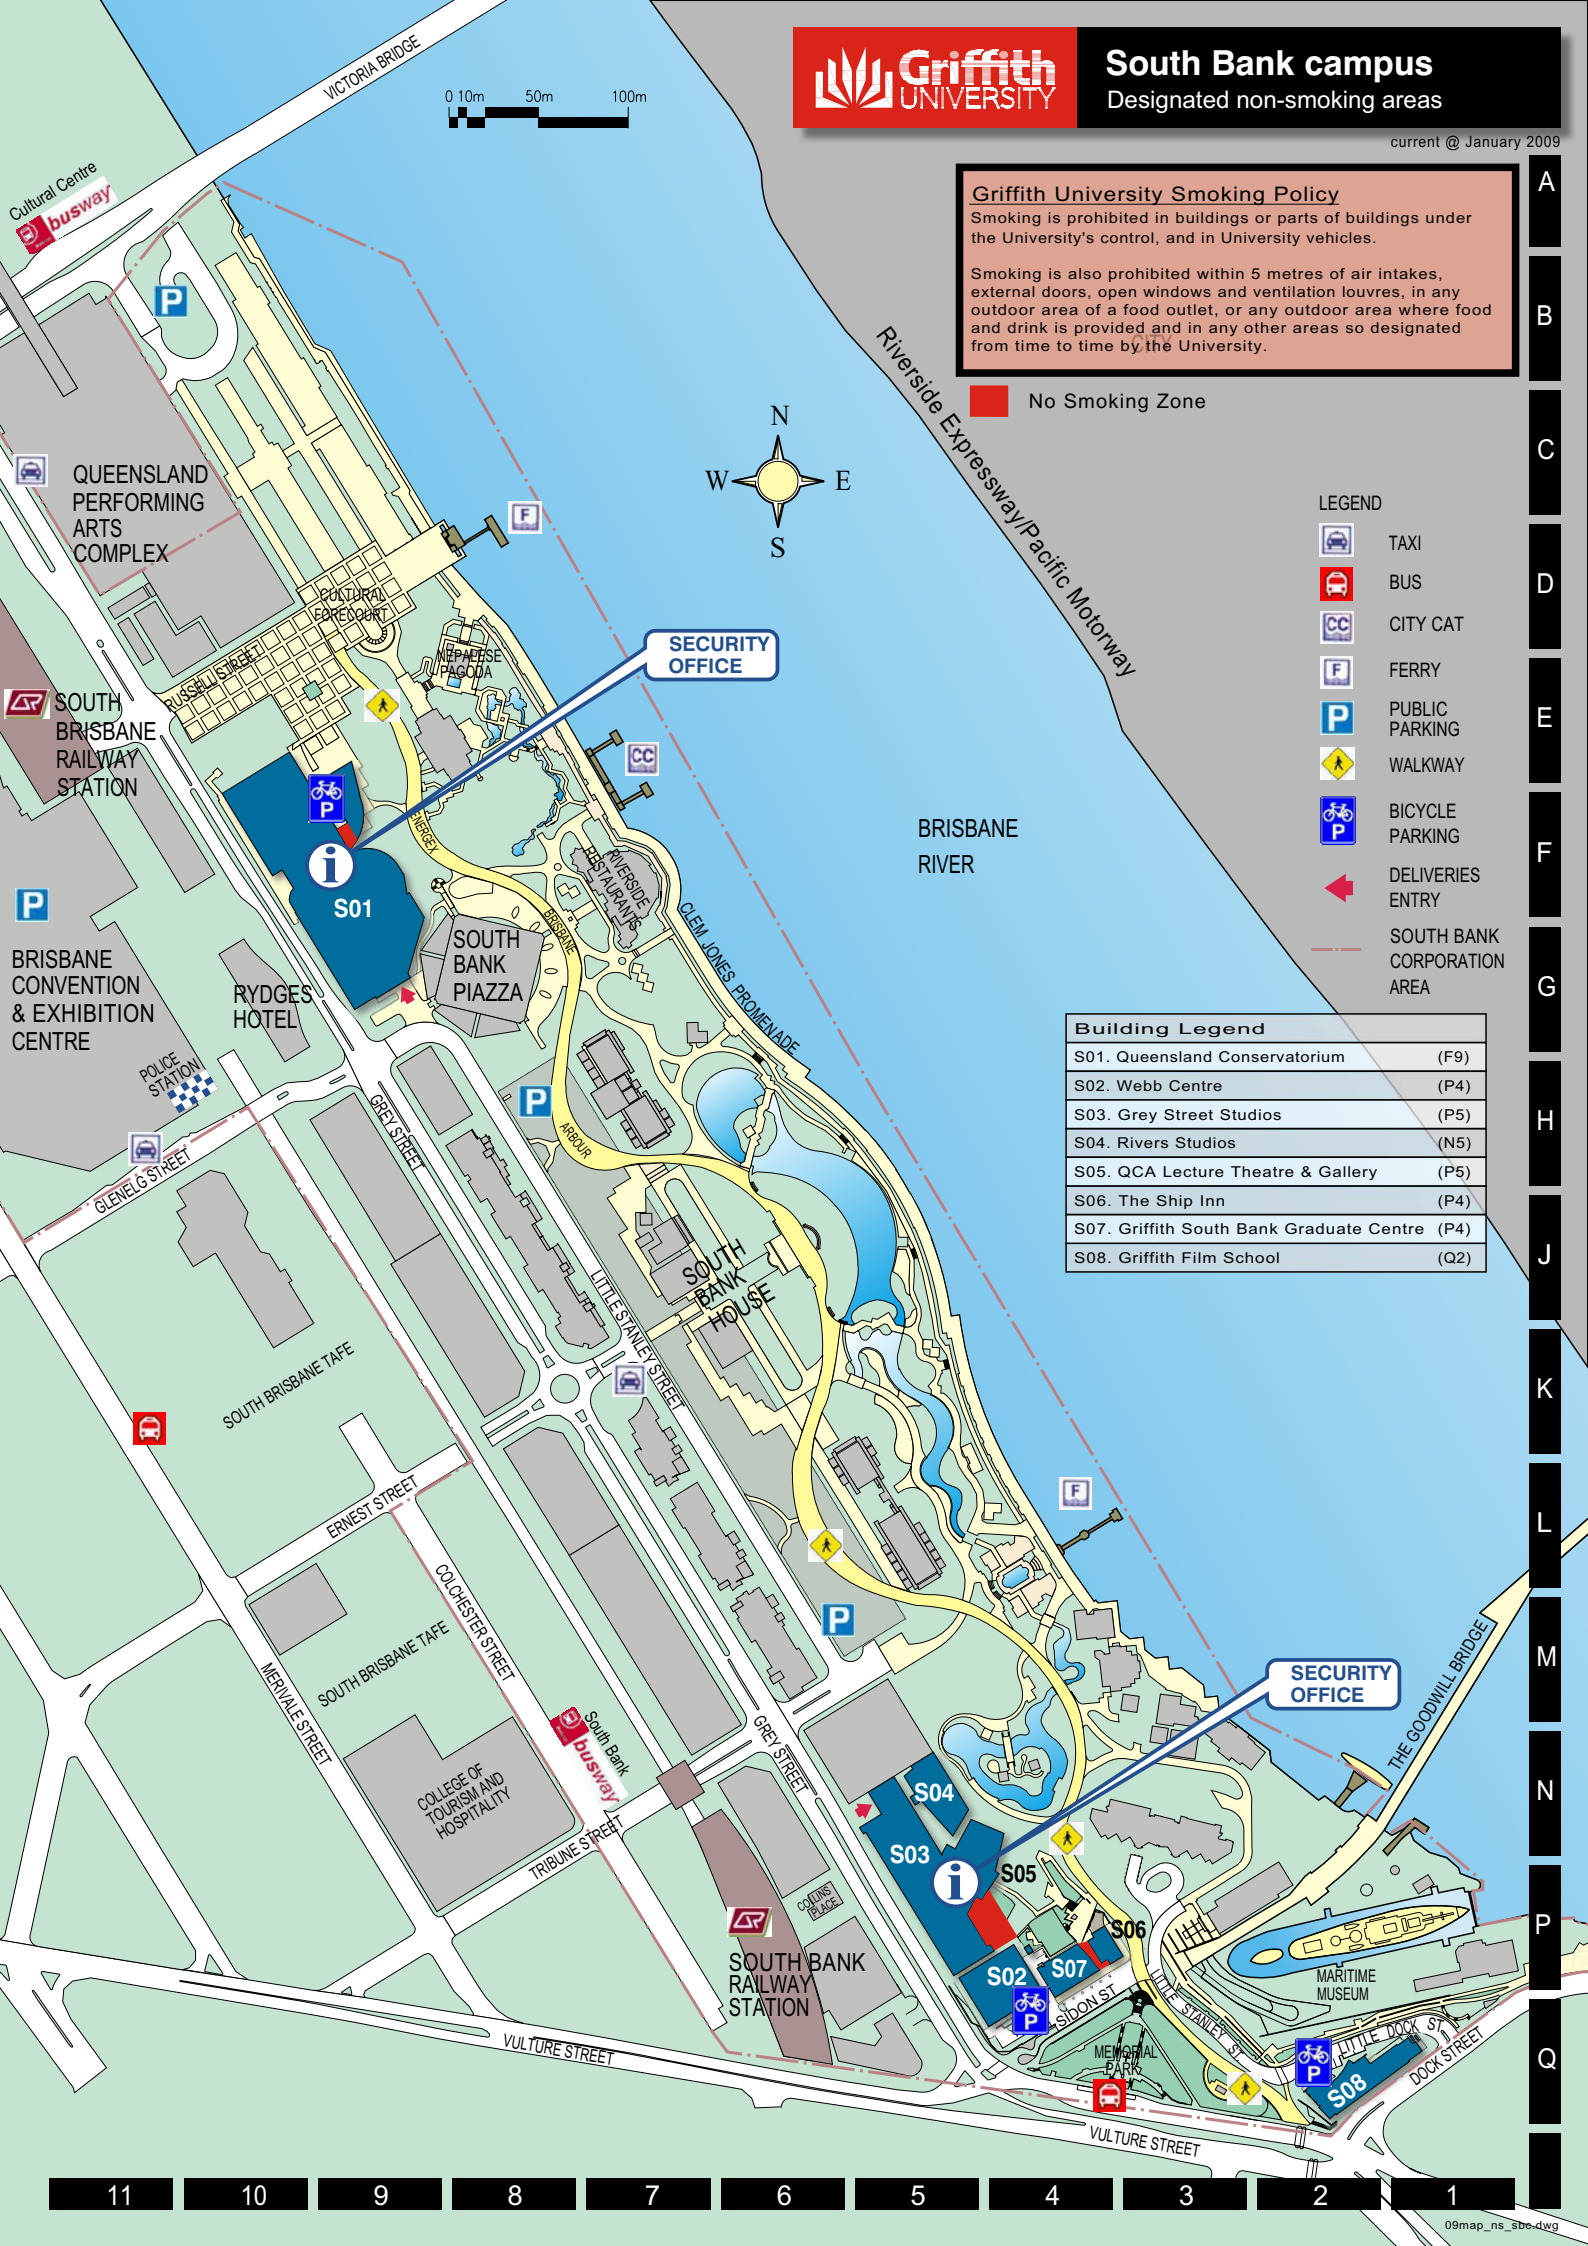 VICTORIA BRIDGE
0 10m 50m 100m
Griffith
UNIVERSITY
South Bank campus
Designated non-smoking areas
current @ January 2009
Griffith University Smoking Policy
Smoking is prohibited in buildings or parts of buildings under
the University's control, and in University vehicles.
Smoking is also prohibited within 5 metres of air intakes,
external doors, open windows and ventilation louvres, in any
outdoor area of a food outlet, or any outdoor area where food
and drink is provided and in any other areas so designated
from time to time by the University.
CITY
No Smoking Zone
Cultural Centre
busway
P
Riverside Expressway/Pacific Motorway
N
W E
S
QUEENSLAND
PERFORMING
ARTS
COMPLEX
F
LEGEND
TAXI
BUS
CC CITY CAT
F FERRY
P PUBLIC
PARKING
WALKWAY
P BICYCLE
PARKING
DELIVERIES
ENTRY
SOUTH BANK
CORPORATION
AREA
CULTURAL
FORECOURT
NEPALESE
PAGODA
SECURITY
OFFICE
RUSSELL STREET
SOUTH
BRISBANE
RAILWAY
STATION
CC
P
ENERGEX
i
S01
RIVERSIDE
RESTAURANTS
BRISBANE
RIVER
P
BRISBANE
CONVENTION
& EXHIBITION
CENTRE
RYDGES
HOTEL
SOUTH
BANK
PIAZZA
BRISBANE
CLEM JONES PROMENADE
POLICE
STATION
GREY STREET
P
ARBOUR
GLENELG STREET
Building Legend
S01. Queensland Conservatorium (F9)
S02. Webb Centre (P4)
S03. Grey Street Studios (P5)
S04. Rivers Studios (N5)
S05. QCA Lecture Theatre & Gallery (P5)
S06. The Ship Inn (P4)
S07. Griffith South Bank Graduate Centre (P4)
S08. Griffith Film School (Q2)
SOUTH
BANK
HOUSE
LITTLE STANLEY STREET
SOUTH BRISBANE TAFE
ERNEST STREET
F
COLCHESTER STREET
P
SOUTH BRISBANE TAFE
MERIVALE STREET
South Bank
busway
GREY STREET
SECURITY
OFFICE
THE GOODWILL BRIDGE
COLLEGE OF
TOURISM AND
HOSPITALITY
TRIBUNE STREET
S04
S03
i
S05
COLLINS
PLACE
S06
S02
S07
SOUTH BANK
RAILWAY
STATION
P
SIDON ST
LITTLE STANLEY ST
MARITIME
MUSEUM
VULTURE STREET
MEMORIAL
PARK
P
LITTLE DOCK ST
DOCK STREET
S08
VULTURE STREET
A
B
C
D
E
F
G
H
J
K
L
M
N
P
Q
11 10 9 8 7 6 5 4 3 2 1
09map_ns_sbc.dwg